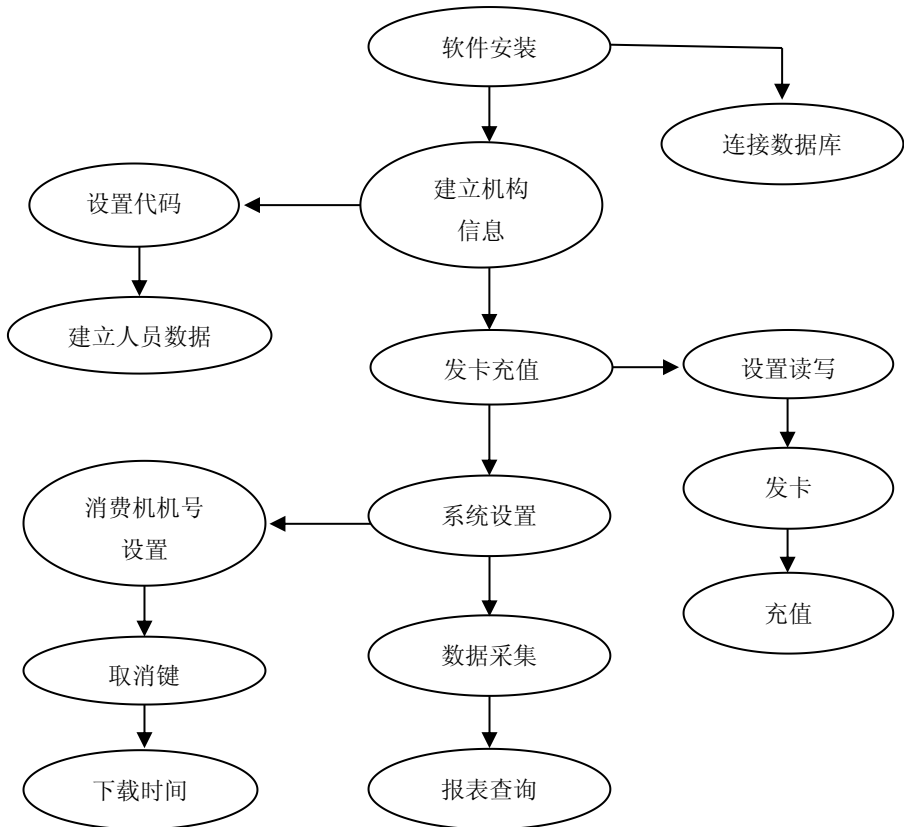 软件安装
连接数据库
建立机构
信息
设置代码
建立人员数据
发卡充值
设置读写
发卡
充值
系统设置
消费机机号
设置
取消键
下载时间
数据采集
报表查询